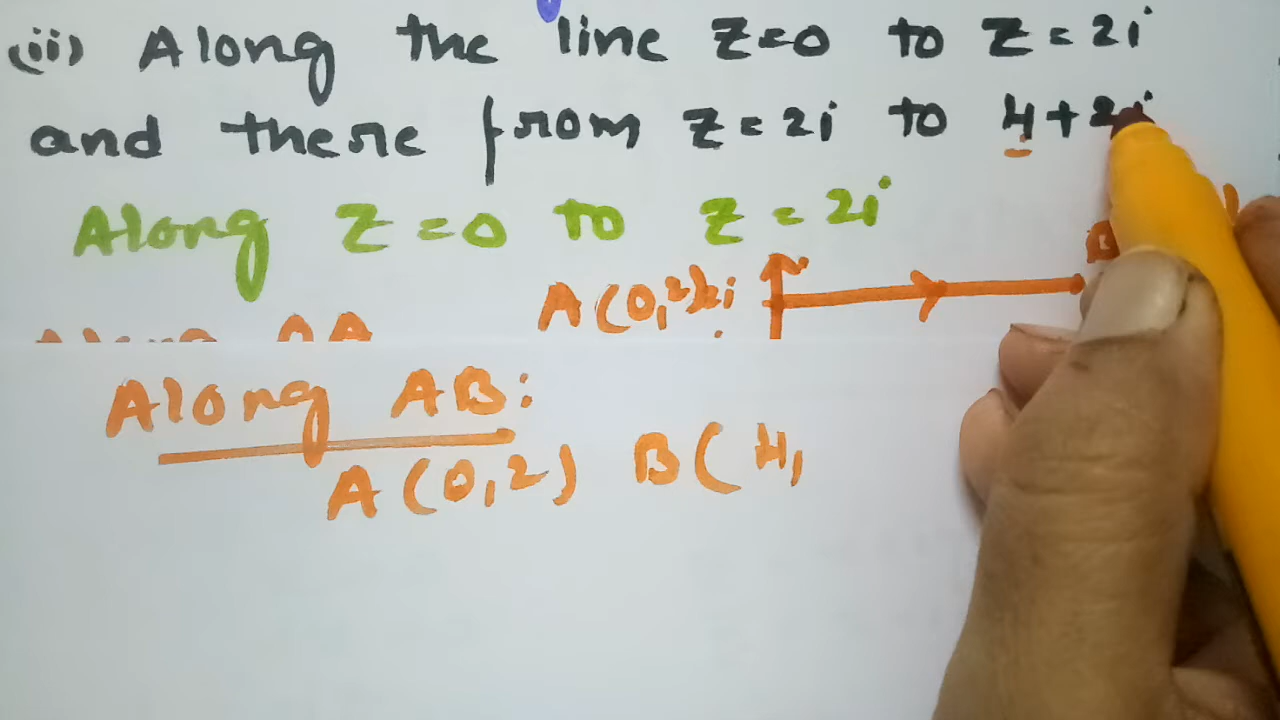 (ii) Along the line z=0 to z=2i
and there from z=2i to 4+2i
Along z=0 to z=2i
A(0,2)2i
Along AB:
A(0,2) B(4,